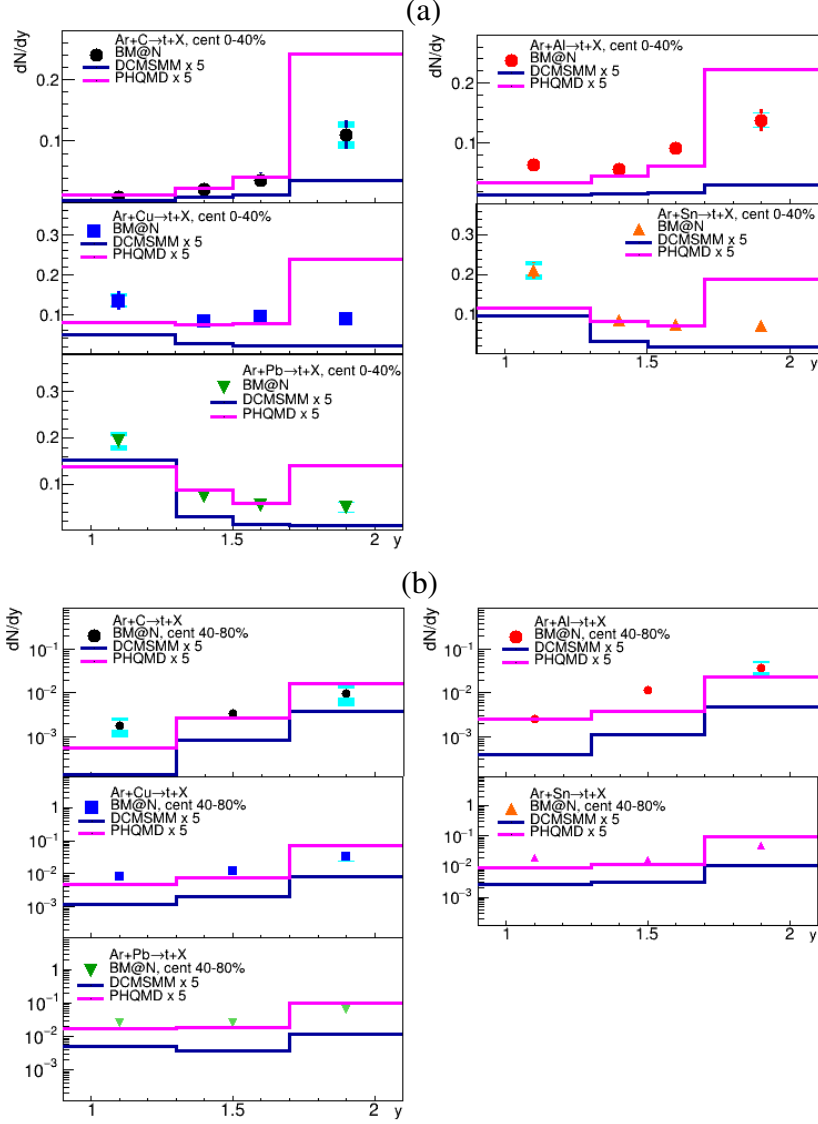 (a)
dN/dy
Ar+C→t+X, cent 0-40%
BM@N
DCMSMM x 5
PHQMD x 5
0.2
0.1
dN/dy
Ar+Al→t+X, cent 0-40%
BM@N
DCMSMM x 5
PHQMD x 5
0.2
0.1
Ar+Cu→t+X, cent 0-40%
BM@N
DCMSMM x 5
PHQMD x 5
0.3
0.2
0.1
Ar+Sn→t+X, cent 0-40%
BM@N
DCMSMM x 5
PHQMD x 5
0.3
0.2
0.1
1 1.5 2 y
Ar+Pb→t+X, cent 0-40%
BM@N
DCMSMM x 5
PHQMD x 5
0.3
0.2
0.1
1 1.5 2 y
(b)
dN/dy
Ar+C→t+X
BM@N, cent 40-80%
DCMSMM x 5
PHQMD x 5
10⁻¹
10⁻²
10⁻³
dN/dy
Ar+Al→t+X
BM@N, cent 40-80%
DCMSMM x 5
PHQMD x 5
10⁻¹
10⁻²
10⁻³
Ar+Cu→t+X
BM@N, cent 40-80%
DCMSMM x 5
PHQMD x 5
1
10⁻¹
10⁻²
10⁻³
Ar+Sn→t+X
BM@N, cent 40-80%
DCMSMM x 5
PHQMD x 5
1
10⁻¹
10⁻²
10⁻³
1 1.5 2 y
Ar+Pb→t+X
BM@N, cent 40-80%
DCMSMM x 5
PHQMD x 5
1
10⁻¹
10⁻²
10⁻³
1 1.5 2 y